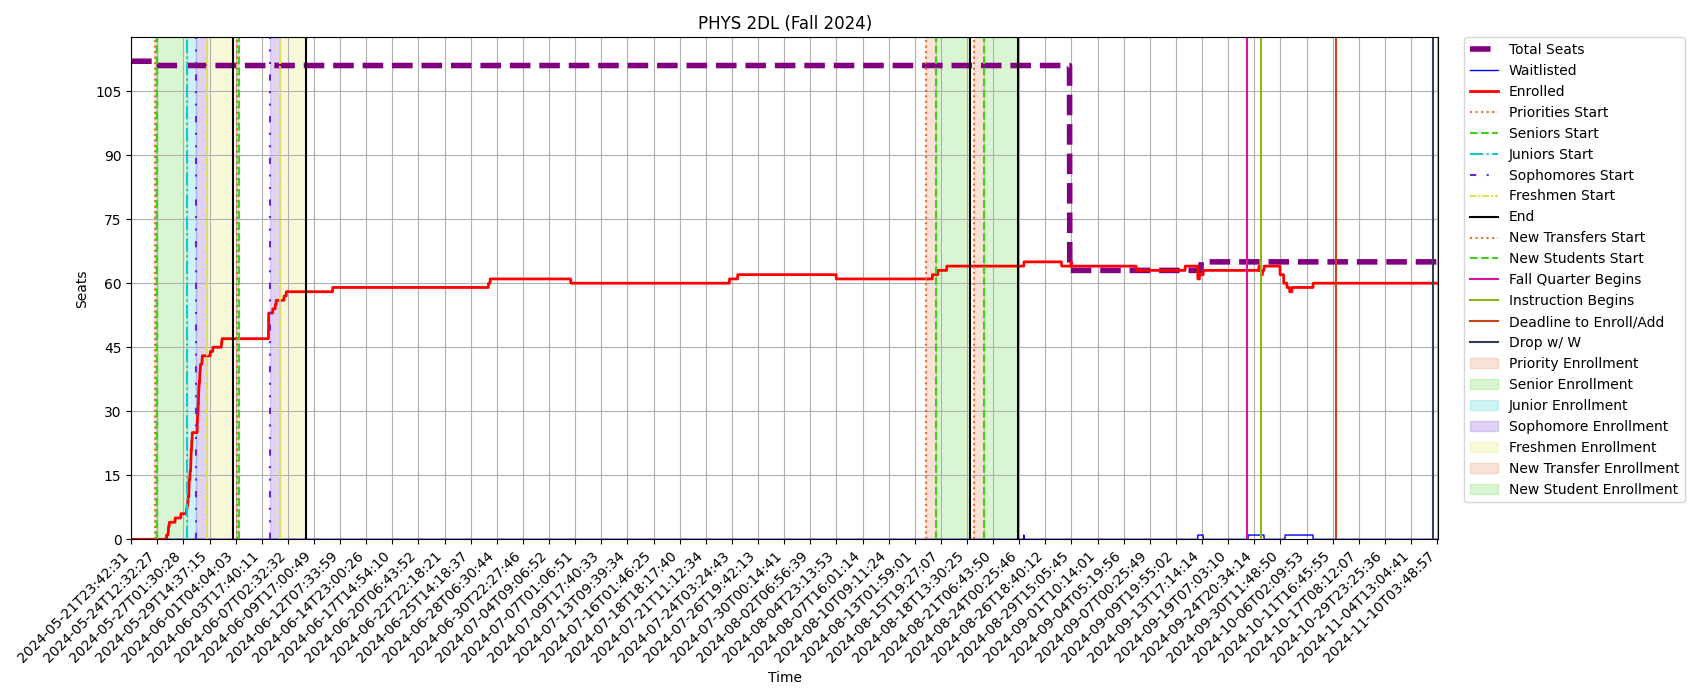 PHYS 2DL (Fall 2024)
Seats
105
90
75
60
45
30
15
0
2024-05-21T23:42:31
2024-05-24T12:32:27
2024-05-27T01:30:28
2024-05-29T14:37:15
2024-06-01T04:04:03
2024-06-03T17:40:11
2024-06-07T02:32:32
2024-06-09T17:00:49
2024-06-12T07:33:59
2024-06-14T23:00:26
2024-06-17T14:54:10
2024-06-20T06:43:52
2024-06-22T22:18:21
2024-06-25T14:18:37
2024-06-28T06:30:44
2024-06-30T22:27:46
2024-07-04T09:06:52
2024-07-07T01:06:51
2024-07-09T17:40:33
2024-07-13T09:39:34
2024-07-16T01:46:25
2024-07-18T18:17:40
2024-07-21T11:12:34
2024-07-24T03:24:43
2024-07-26T19:42:13
2024-07-30T00:14:41
2024-08-02T06:56:39
2024-08-04T23:13:53
2024-08-07T16:01:14
2024-08-10T09:11:24
2024-08-13T01:59:01
2024-08-15T19:27:07
2024-08-18T13:30:25
2024-08-21T06:43:50
2024-08-24T00:25:46
2024-08-26T18:40:12
2024-08-29T15:05:45
2024-09-01T10:14:01
2024-09-04T05:19:56
2024-09-07T00:25:49
2024-09-09T19:55:02
2024-09-13T17:14:14
2024-09-19T07:03:10
2024-09-24T20:34:14
2024-09-30T11:48:50
2024-10-06T02:09:53
2024-10-11T16:45:55
2024-10-17T08:12:07
2024-10-29T23:25:36
2024-11-04T13:04:41
2024-11-10T03:48:57
Time
Total Seats
Waitlisted
Enrolled
Priorities Start
Seniors Start
Juniors Start
Sophomores Start
Freshmen Start
End
New Transfers Start
New Students Start
Fall Quarter Begins
Instruction Begins
Deadline to Enroll/Add
Drop w/ W
Priority Enrollment
Senior Enrollment
Junior Enrollment
Sophomore Enrollment
Freshmen Enrollment
New Transfer Enrollment
New Student Enrollment